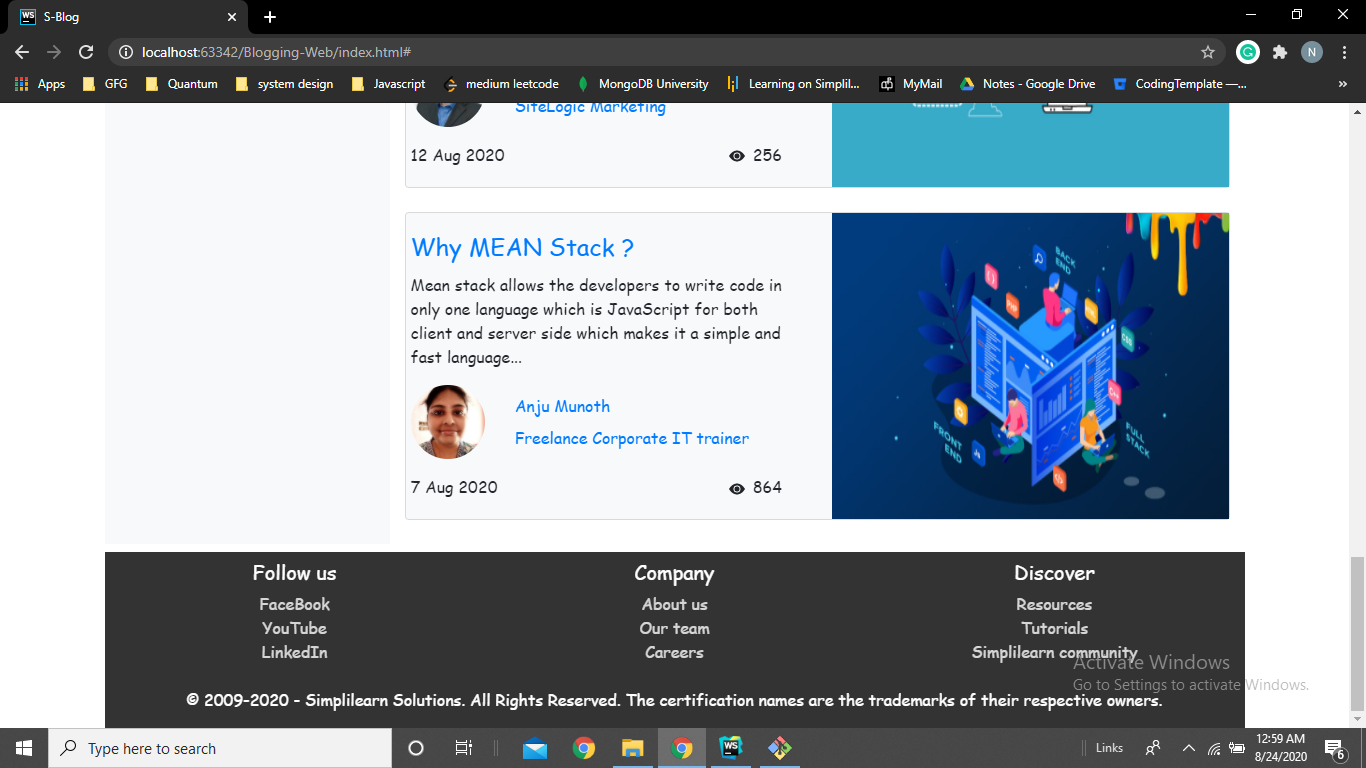 S-Blog
localhost:63342/Blogging-Web/index.html#
N
Apps GFG Quantum system design Javascript medium leetcode MongoDB University Learning on Simplil... MyMail Notes - Google Drive CodingTemplate —... »
SiteLogic Marketing
12 Aug 2020 256
Why MEAN Stack ?
Mean stack allows the developers to write code in
only one language which is JavaScript for both
client and server side which makes it a simple and
fast language...
Anju Munoth
Freelance Corporate IT trainer
7 Aug 2020 864
BACK
END
PHP
CSS
C++
FRONT
END
FULL
STACK
Follow us Company Discover
FaceBook About us Resources
YouTube Our team Tutorials
LinkedIn Careers Simplilearn community
Activate Windows
Go to Settings to activate Windows.
© 2009-2020 - Simplilearn Solutions. All Rights Reserved. The certification names are the trademarks of their respective owners.
Type here to search
WS
Links
12:59 AM
8/24/2020
6